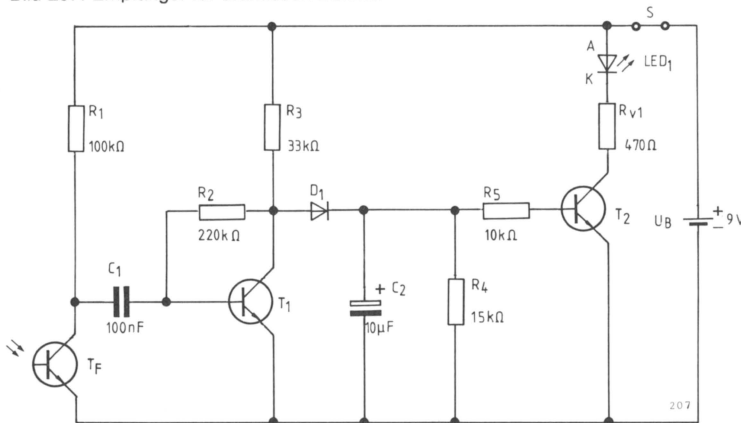 S
A
LED1
K
R1
100kΩ
R3
33kΩ
Rv1
470Ω
R2
220kΩ
D1
R5
10kΩ
T2
UB
+
−
9V
C1
100nF
T1
+
C2
10µF
R4
15kΩ
TF
207